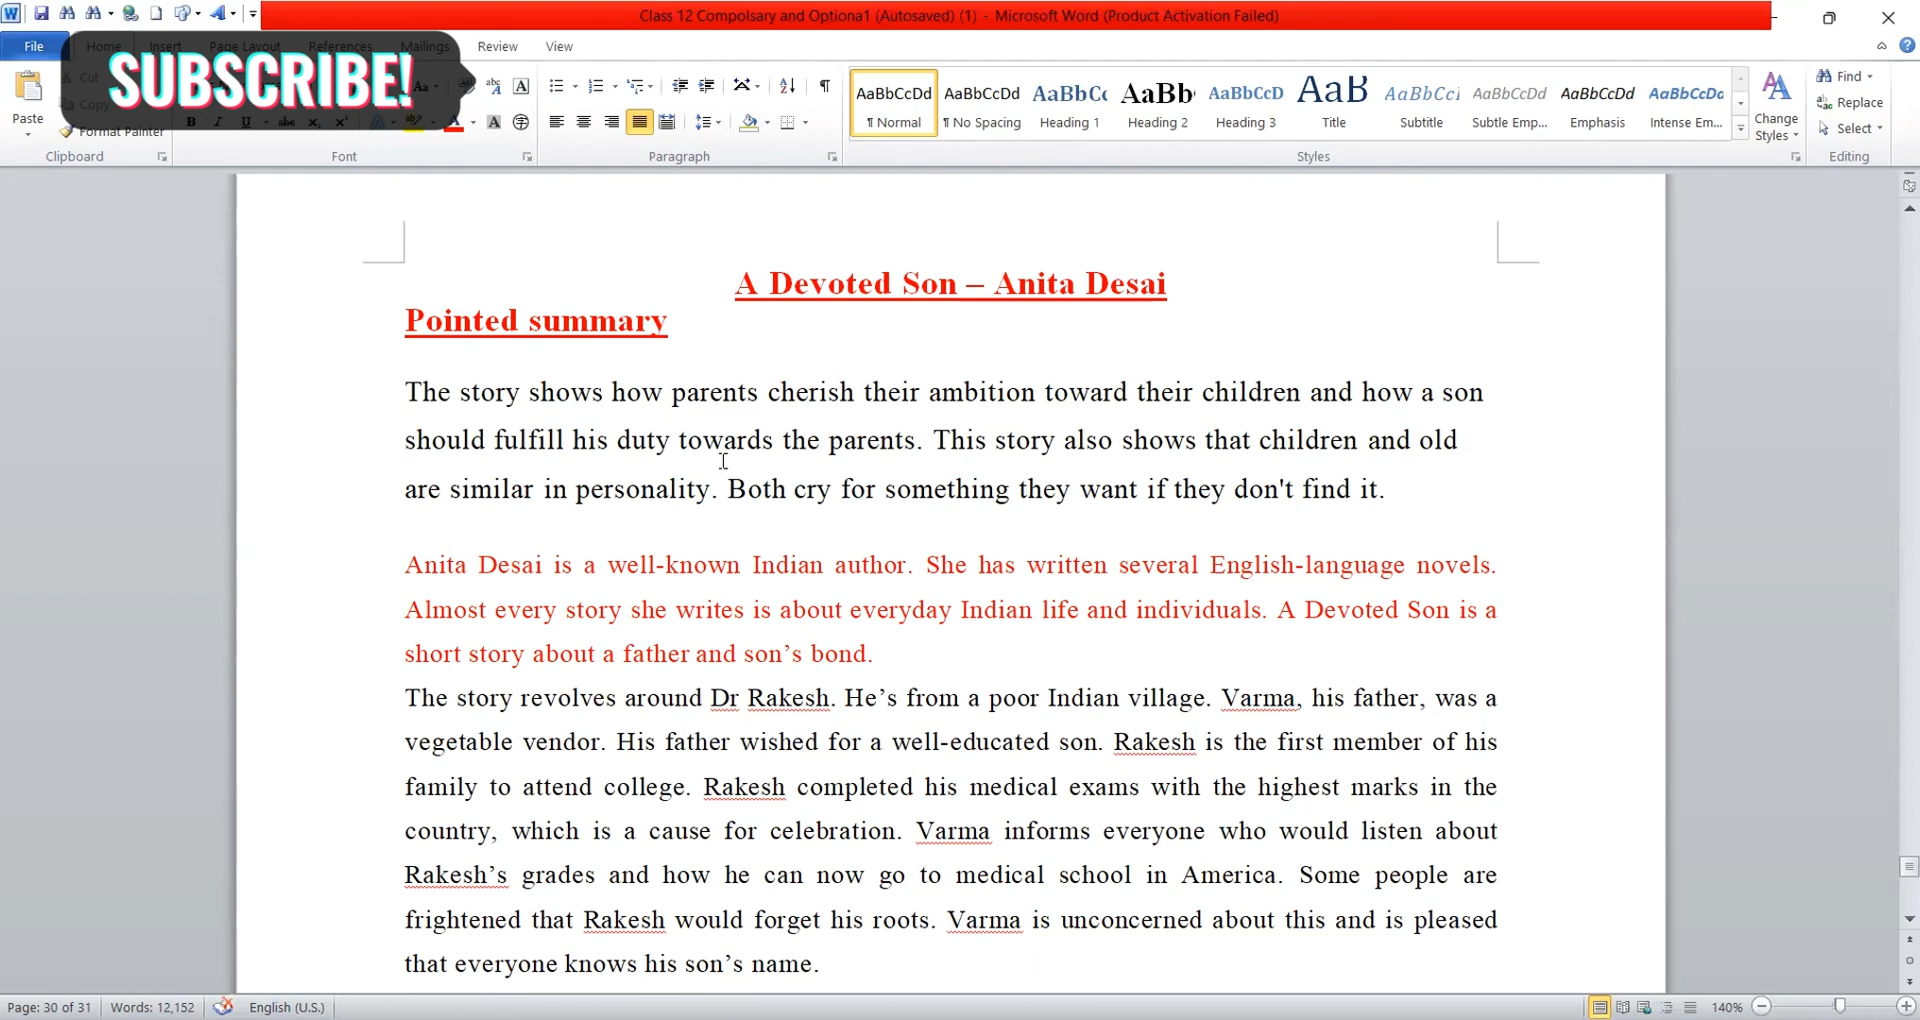 Class 12 Compolsary and Optiona1 (Autosaved) (1) - Microsoft Word (Product Activation Failed)
File Home Insert Page Layout References Mailings Review View
SUBSCRIBE!
Paste
Cut
Copy
Format Painter
AaBbCcDd AaBbCcDd AaBbCc AaBb AaBbCcD AaB AaBbCcI AaBbCcDd AaBbCcDd AaBbCcDa
¶ Normal ¶ No Spacing Heading 1 Heading 2 Heading 3 Title Subtitle Subtle Emp... Emphasis Intense Em...
Change Styles
Find
Replace
Select
Clipboard Font Paragraph Styles Editing
A Devoted Son – Anita Desai
Pointed summary
The story shows how parents cherish their ambition toward their children and how a son
should fulfill his duty towards the parents. This story also shows that children and old
are similar in personality. Both cry for something they want if they don't find it.
Anita Desai is a well-known Indian author. She has written several English-language novels.
Almost every story she writes is about everyday Indian life and individuals. A Devoted Son is a
short story about a father and son’s bond.
The story revolves around Dr Rakesh. He’s from a poor Indian village. Varma, his father, was a
vegetable vendor. His father wished for a well-educated son. Rakesh is the first member of his
family to attend college. Rakesh completed his medical exams with the highest marks in the
country, which is a cause for celebration. Varma informs everyone who would listen about
Rakesh’s grades and how he can now go to medical school in America. Some people are
frightened that Rakesh would forget his roots. Varma is unconcerned about this and is pleased
that everyone knows his son’s name.
Page: 30 of 31 Words: 12,152 English (U.S.) 140%